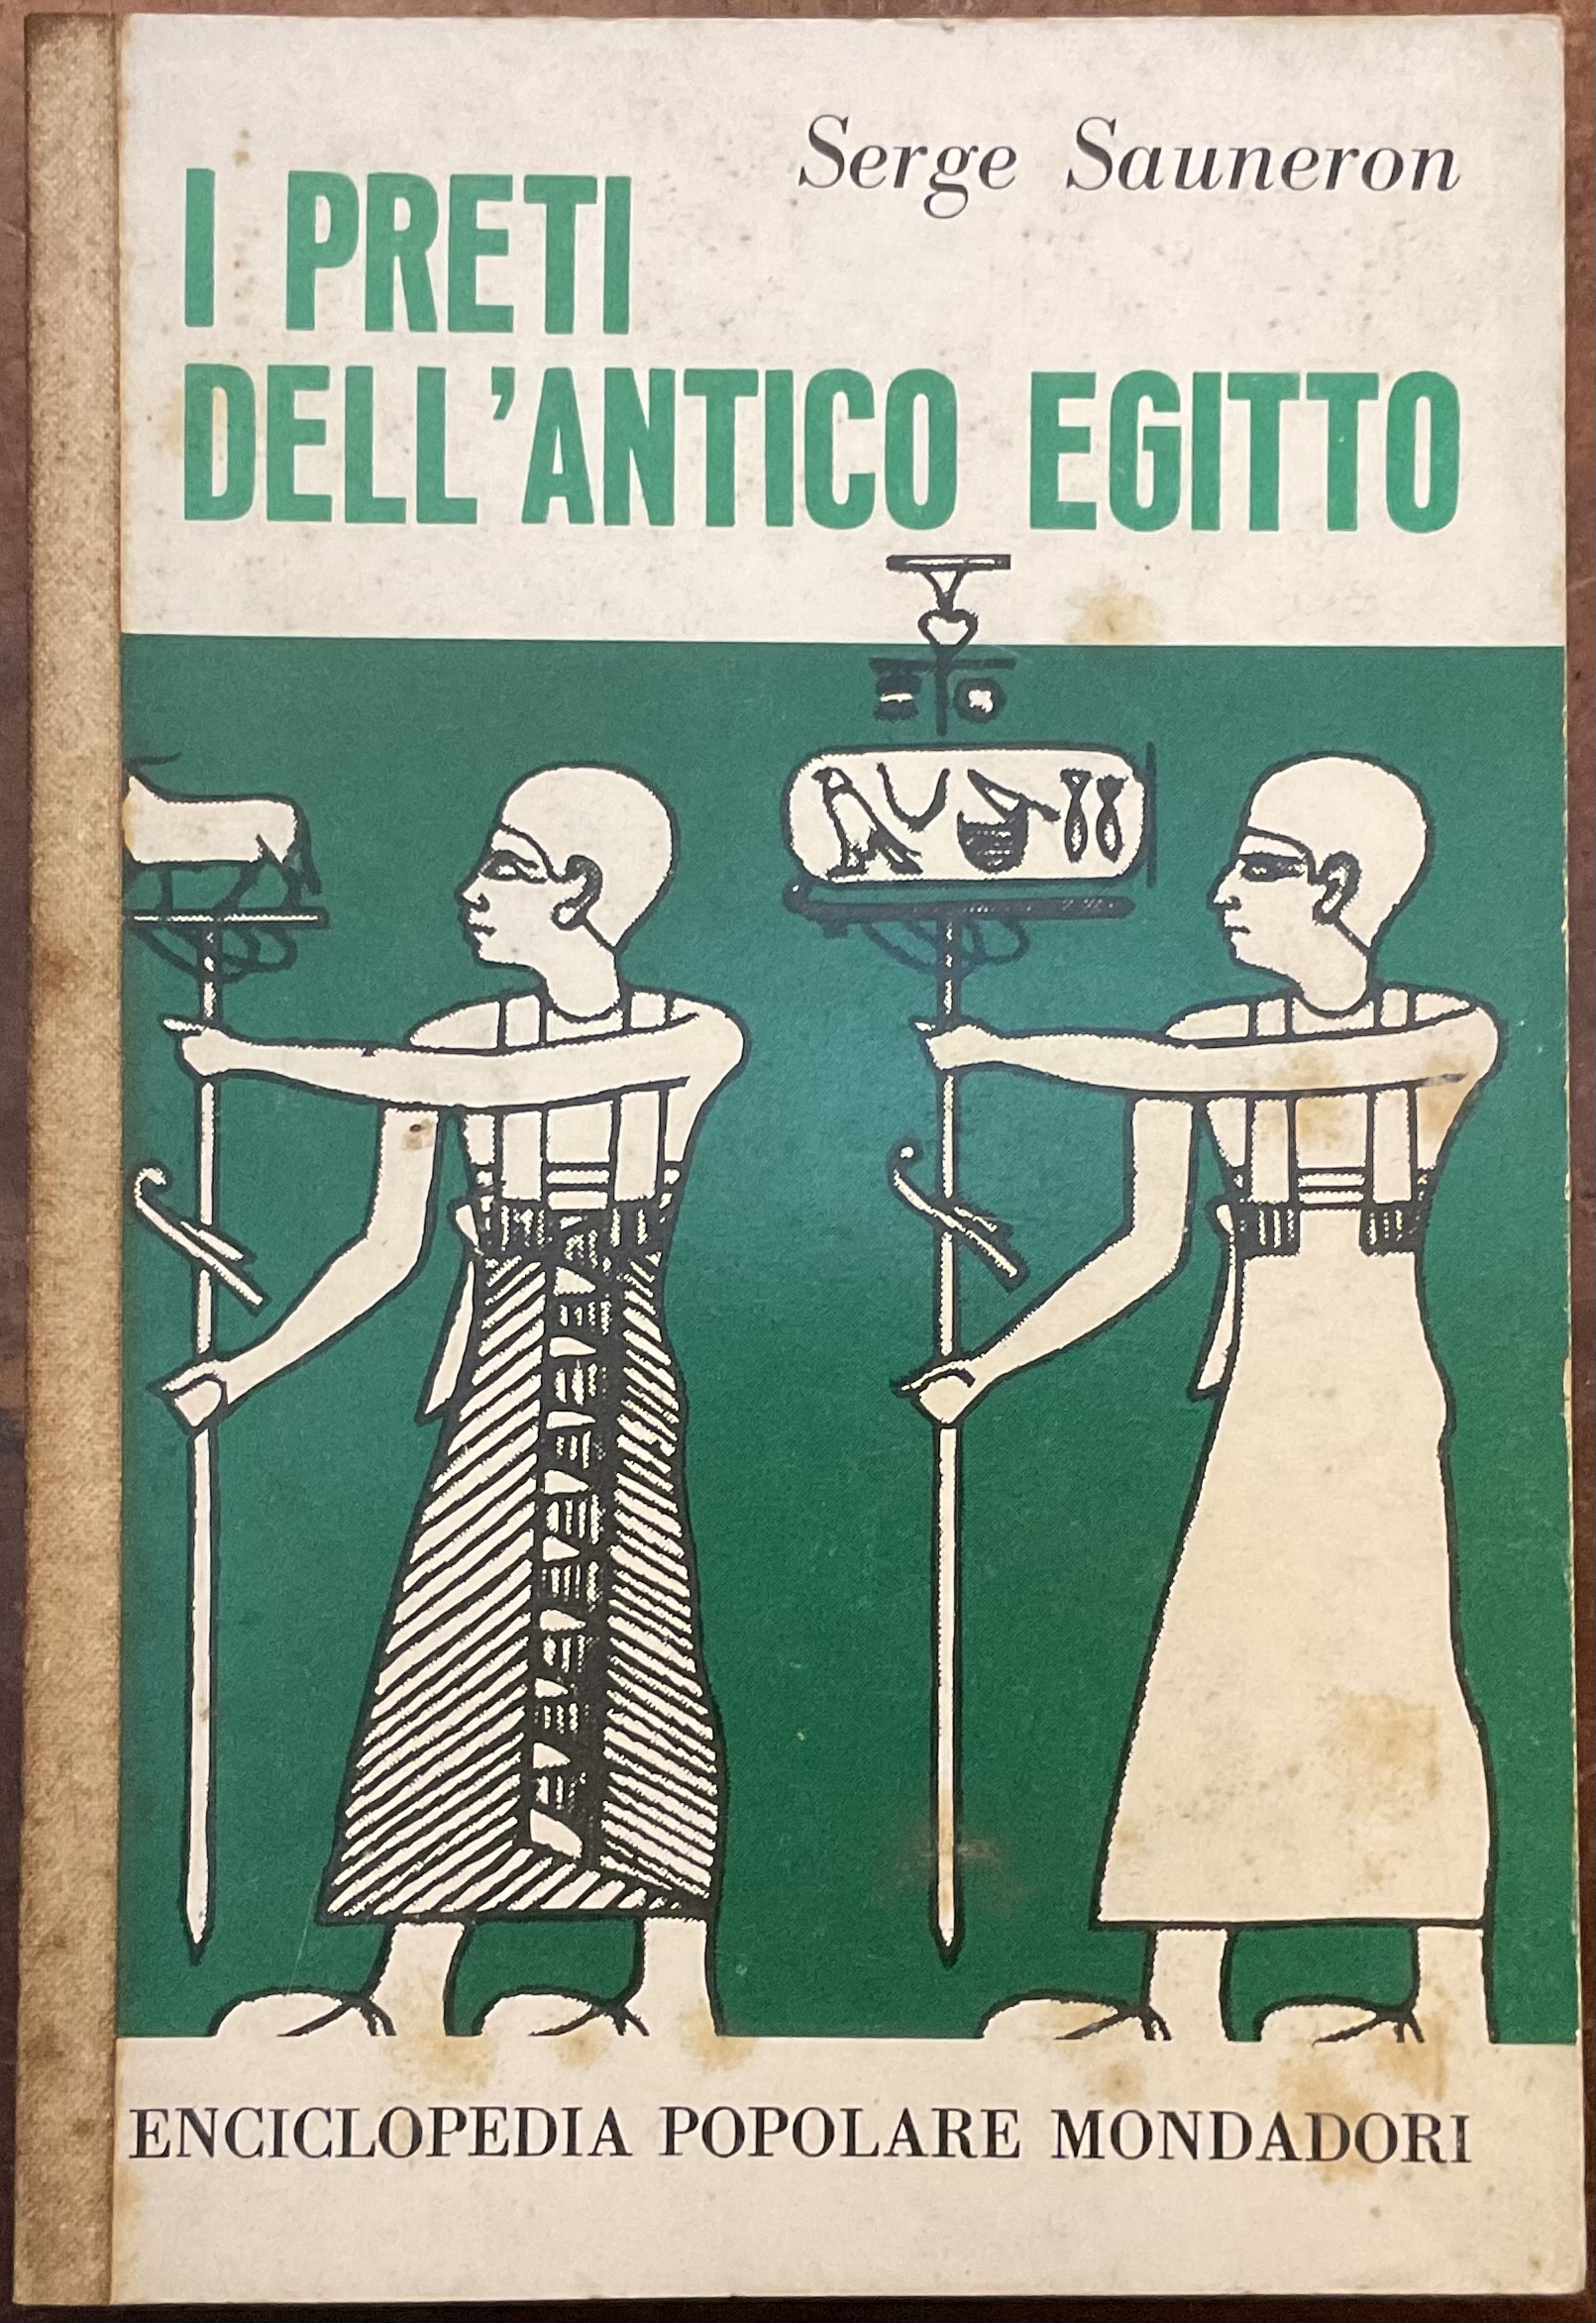 Serge Sauneron
I PRETI
DELL'ANTICO EGITTO
ENCICLOPEDIA POPOLARE MONDADORI